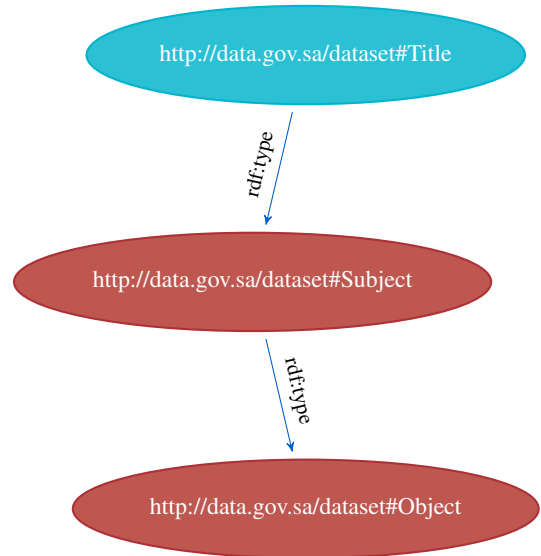 http://data.gov.sa/dataset#Title
rdf:type
http://data.gov.sa/dataset#Subject
rdf:type
http://data.gov.sa/dataset#Object